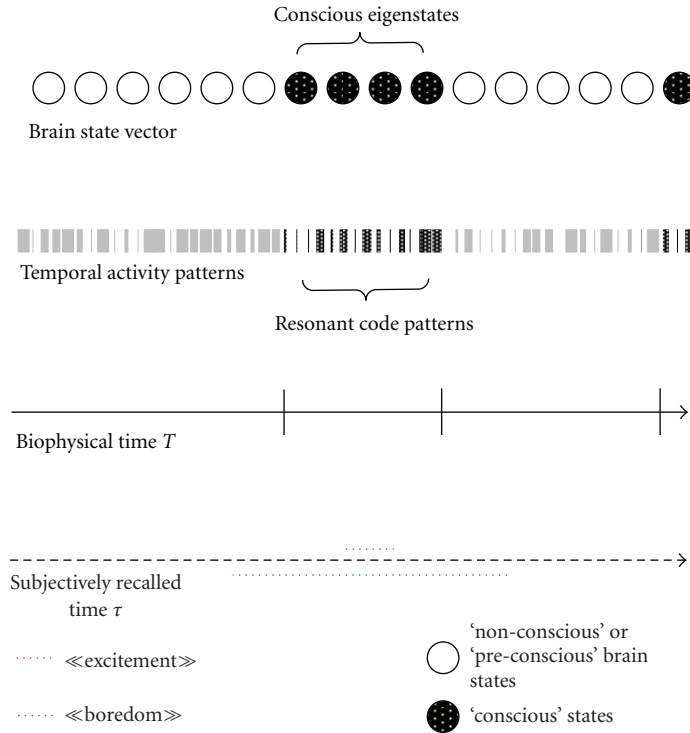 Conscious eigenstates
Brain state vector
Temporal activity patterns
Resonant code patterns
Biophysical time T
Subjectively recalled
time τ
≪excitement≫
≪boredom≫
‘non-conscious’ or
‘pre-conscious’ brain
states
‘conscious’ states